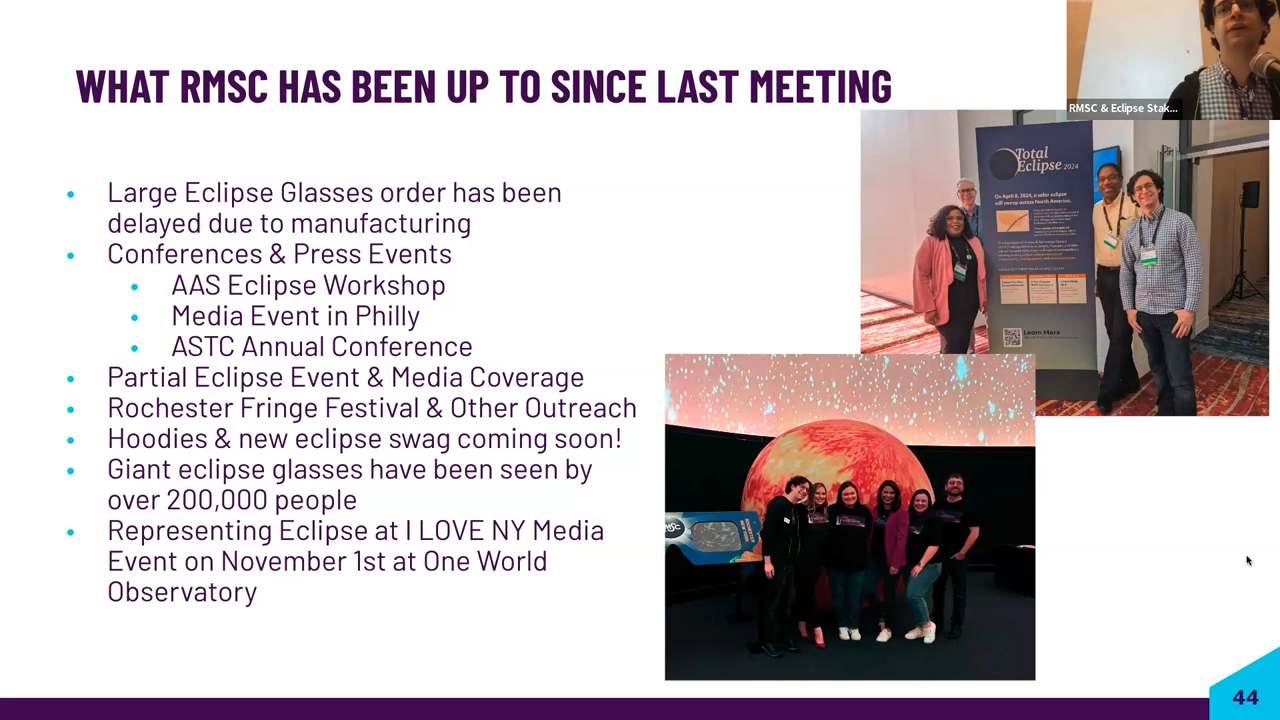 WHAT RMSC HAS BEEN UP TO SINCE LAST MEETING
RMSC & Eclipse Stak...
• Large Eclipse Glasses order has been
delayed due to manufacturing
• Conferences & Press Events
• AAS Eclipse Workshop
• Media Event in Philly
• ASTC Annual Conference
• Partial Eclipse Event & Media Coverage
• Rochester Fringe Festival & Other Outreach
• Hoodies & new eclipse swag coming soon!
• Giant eclipse glasses have been seen by
over 200,000 people
• Representing Eclipse at I LOVE NY Media
Event on November 1st at One World
Observatory
Total
Eclipse 2024
On April 8, 2024, a solar eclipse
will sweep across North America.
Learn More
44